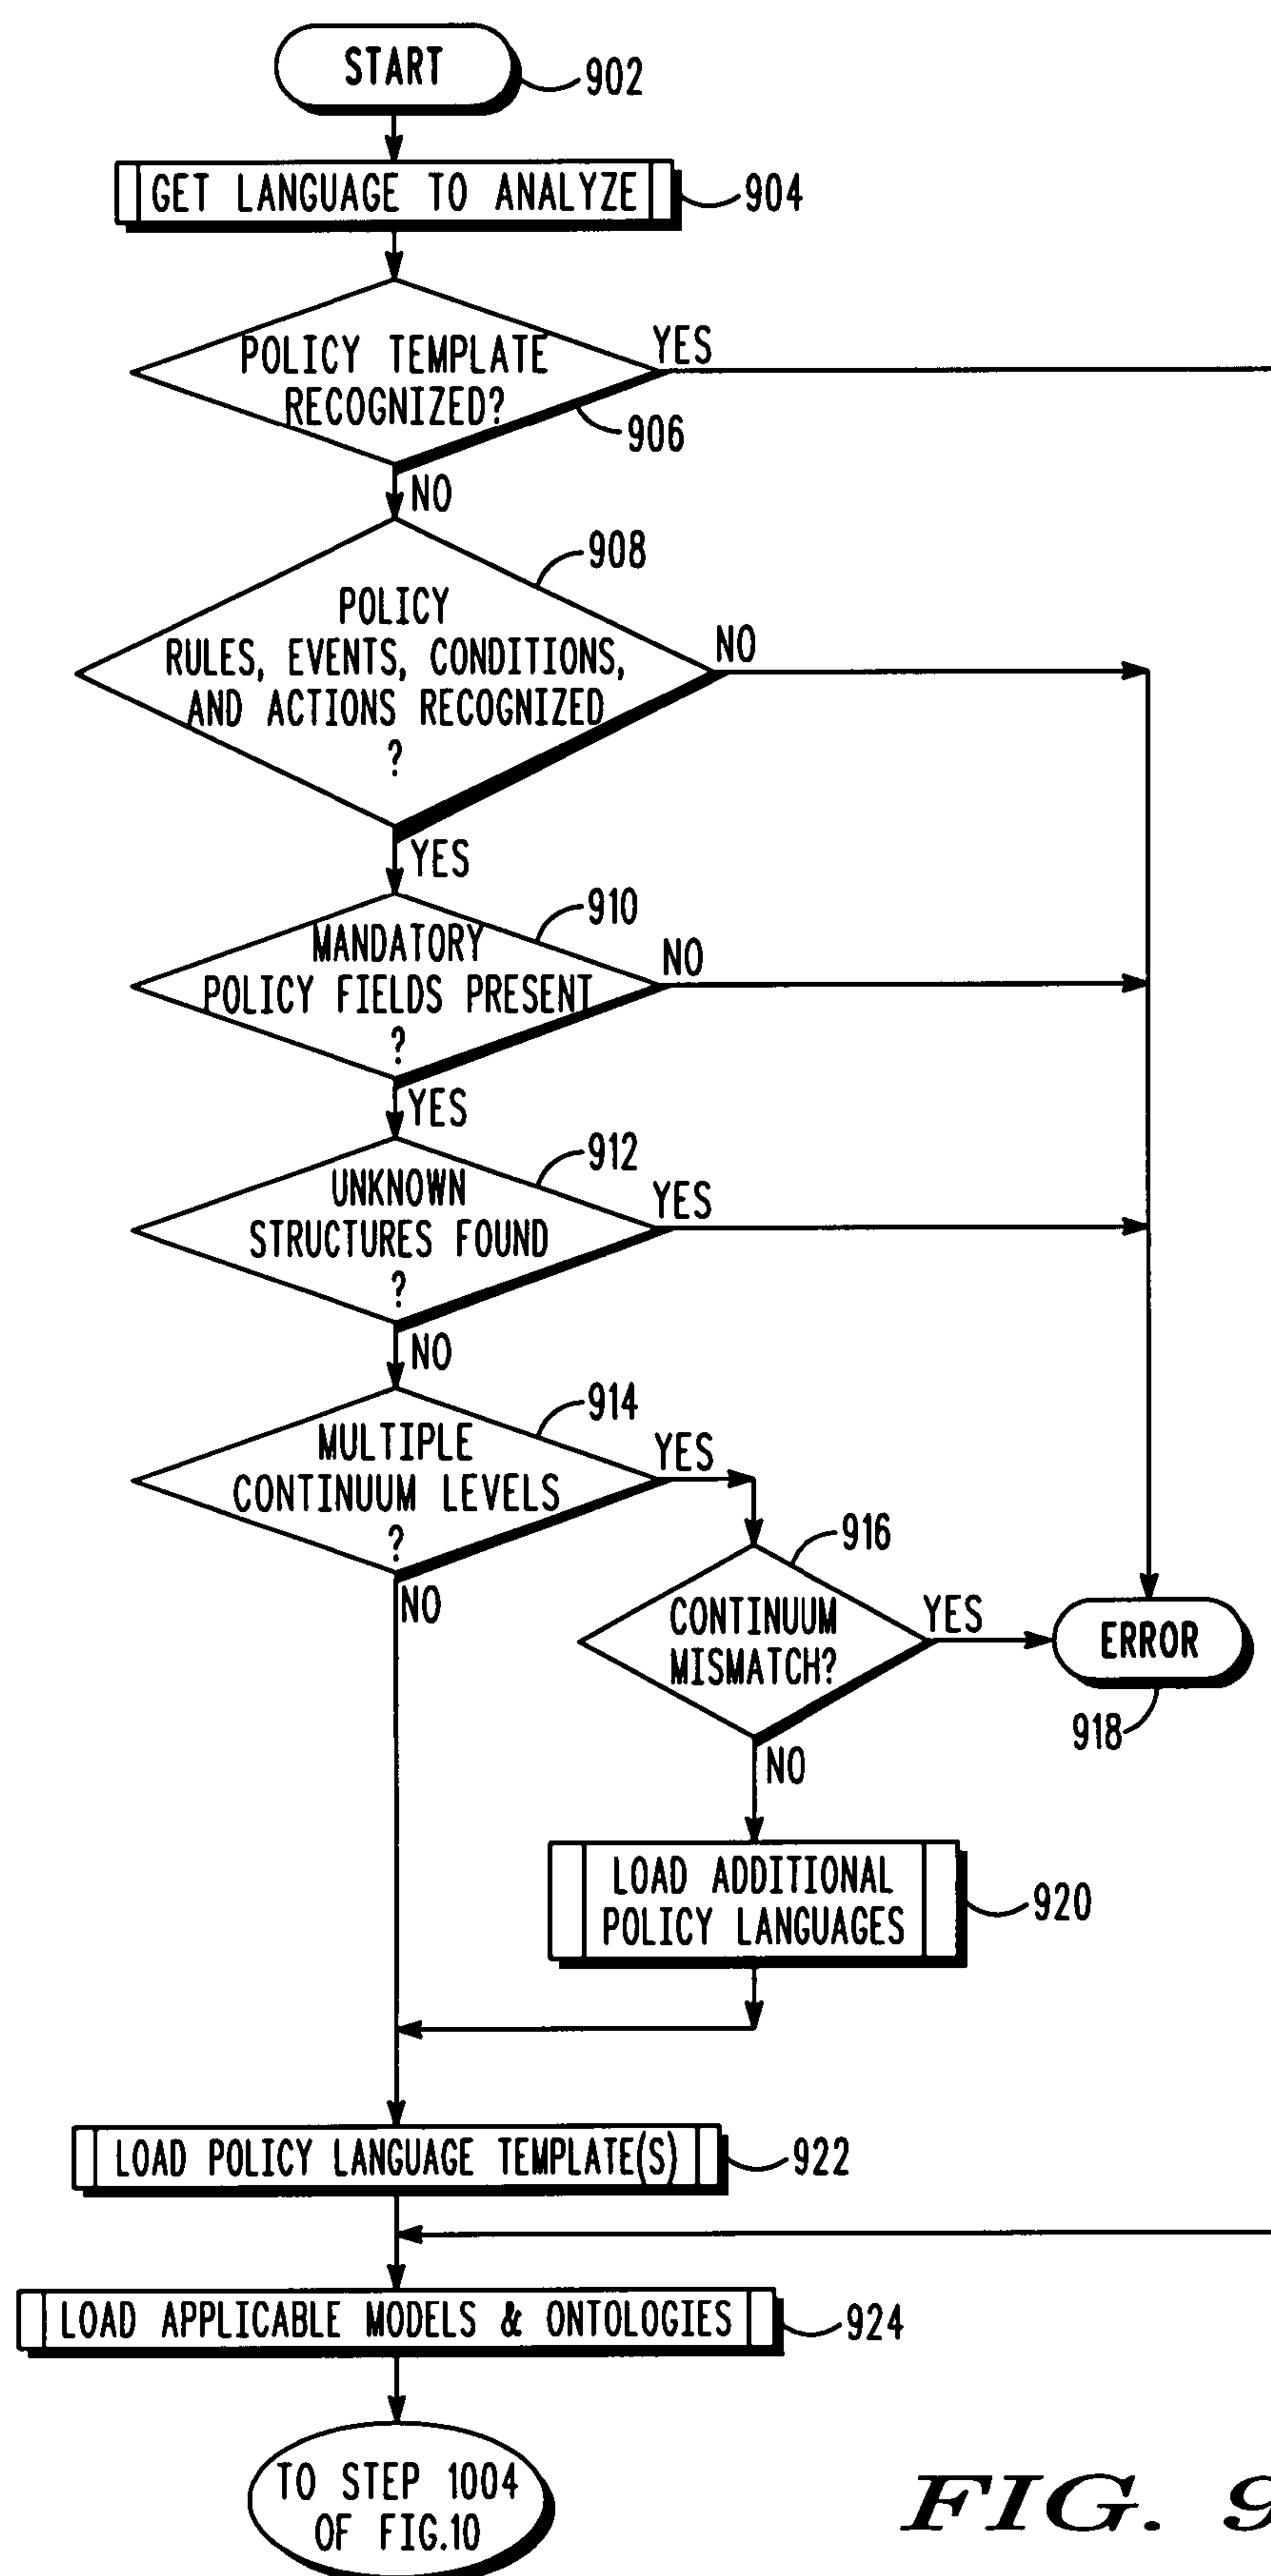 START
902
GET LANGUAGE TO ANALYZE
904
POLICY TEMPLATE
RECOGNIZED?
YES
906
NO
908
POLICY
RULES, EVENTS, CONDITIONS,
AND ACTIONS RECOGNIZED
?
NO
YES
910
MANDATORY
POLICY FIELDS PRESENT
?
NO
YES
912
UNKNOWN
STRUCTURES FOUND
?
YES
NO
914
MULTIPLE
CONTINUUM LEVELS
?
YES
NO
916
CONTINUUM
MISMATCH?
YES
ERROR
918
NO
LOAD ADDITIONAL
POLICY LANGUAGES
920
LOAD POLICY LANGUAGE TEMPLATE(S)
922
LOAD APPLICABLE MODELS & ONTOLOGIES
924
TO STEP 1004
OF FIG.10
FIG. 9